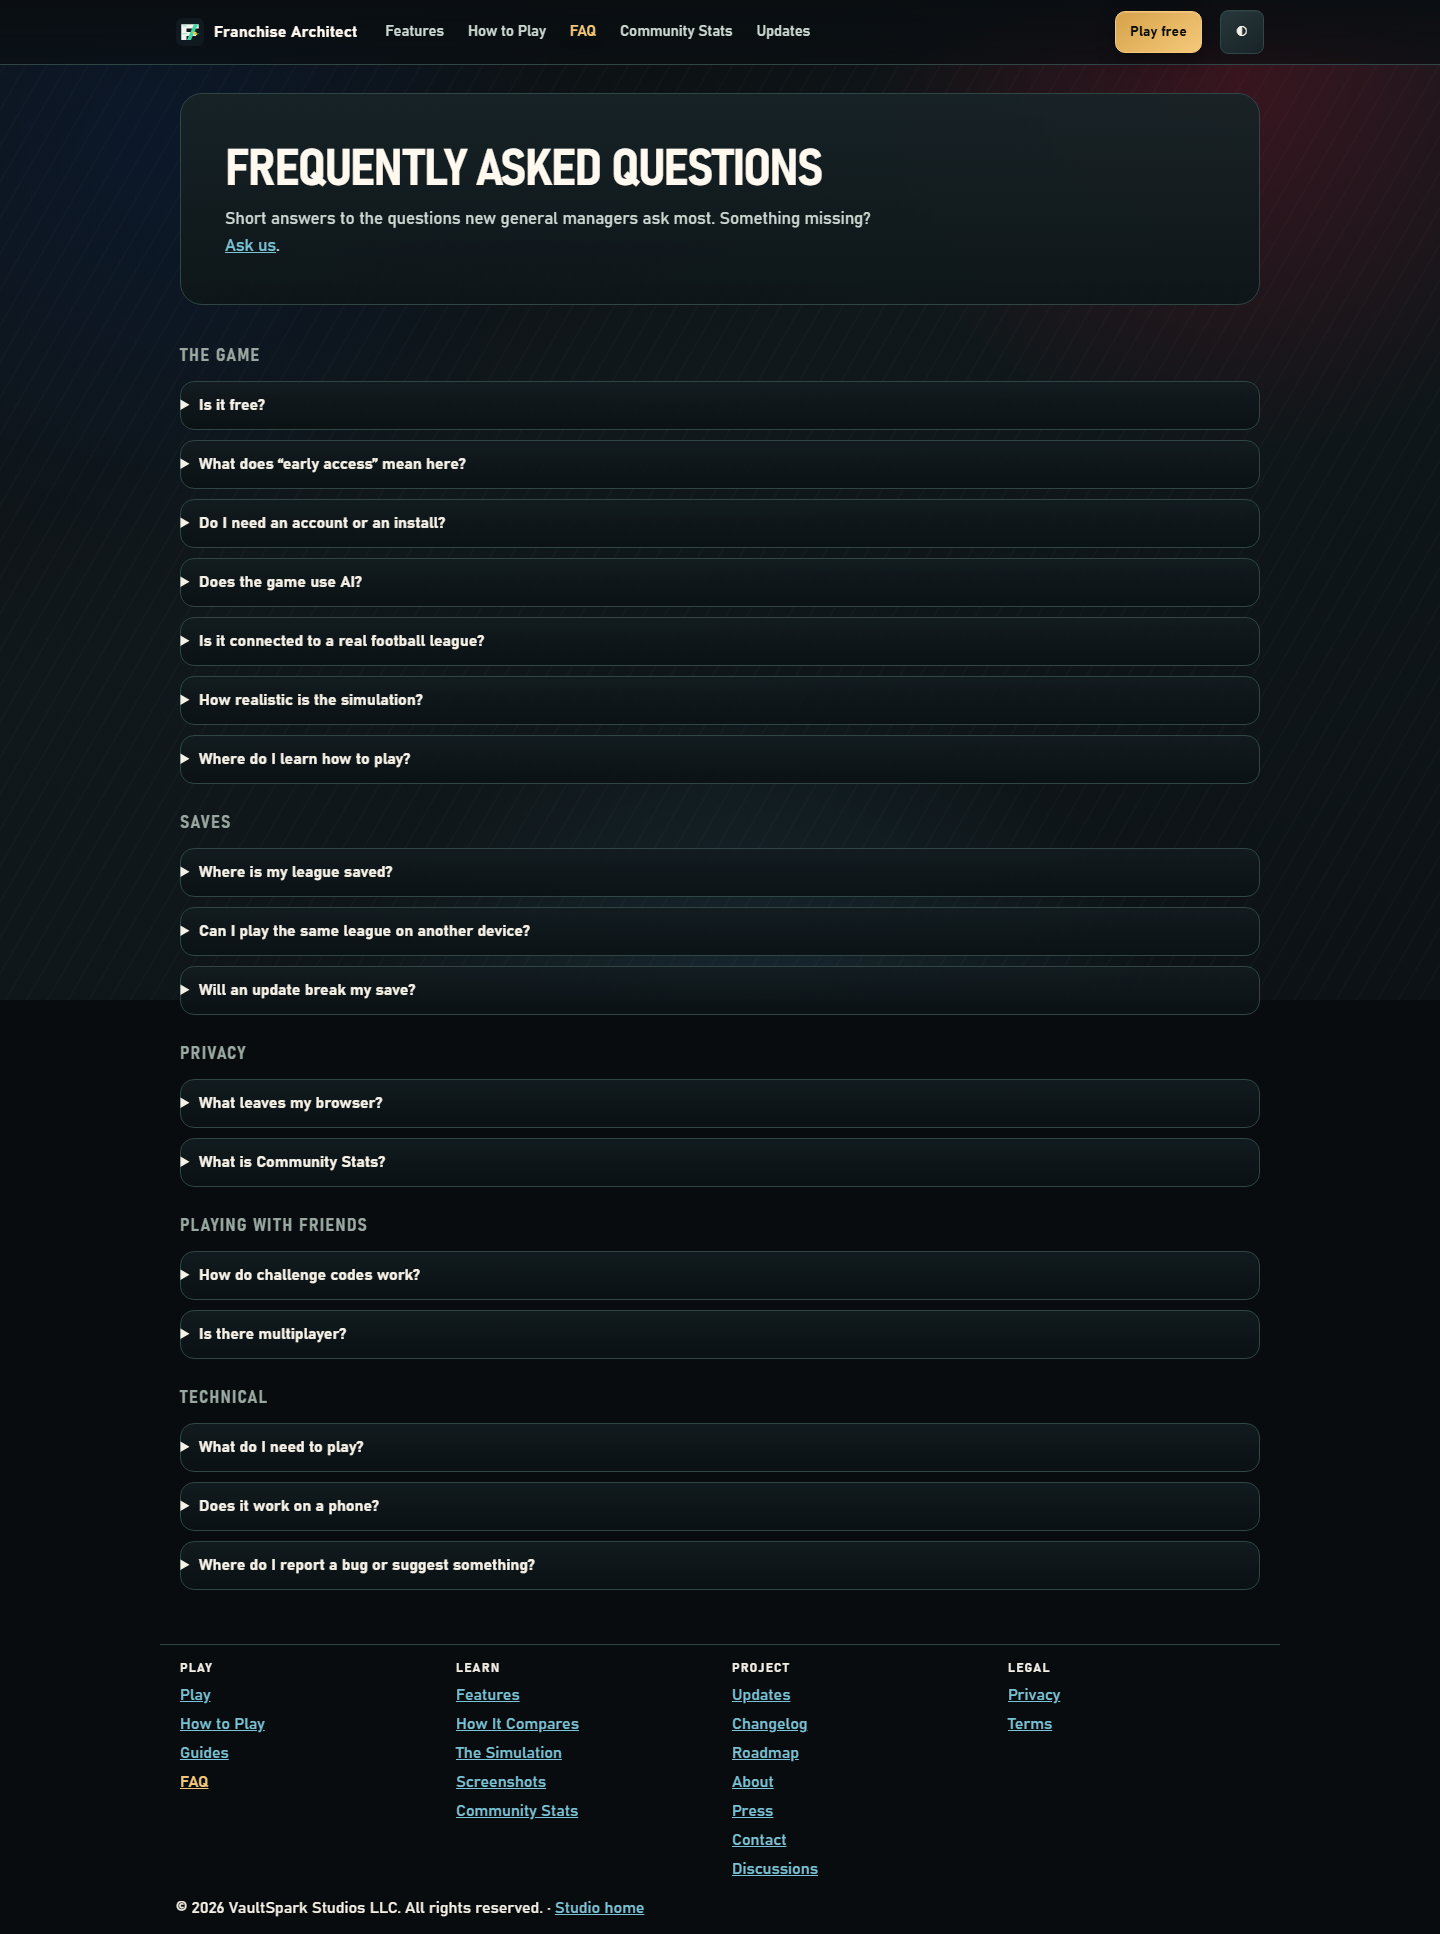 Franchise Architect
Features
How to Play
FAQ
Community Stats
Updates
Play free
FREQUENTLY ASKED QUESTIONS
Short answers to the questions new general managers ask most. Something missing?
Ask us.
THE GAME
Is it free?
What does “early access” mean here?
Do I need an account or an install?
Does the game use AI?
Is it connected to a real football league?
How realistic is the simulation?
Where do I learn how to play?
SAVES
Where is my league saved?
Can I play the same league on another device?
Will an update break my save?
PRIVACY
What leaves my browser?
What is Community Stats?
PLAYING WITH FRIENDS
How do challenge codes work?
Is there multiplayer?
TECHNICAL
What do I need to play?
Does it work on a phone?
Where do I report a bug or suggest something?
PLAY
Play
How to Play
Guides
FAQ
LEARN
Features
How It Compares
The Simulation
Screenshots
Community Stats
PROJECT
Updates
Changelog
Roadmap
About
Press
Contact
Discussions
LEGAL
Privacy
Terms
© 2026 VaultSpark Studios LLC. All rights reserved. · Studio home